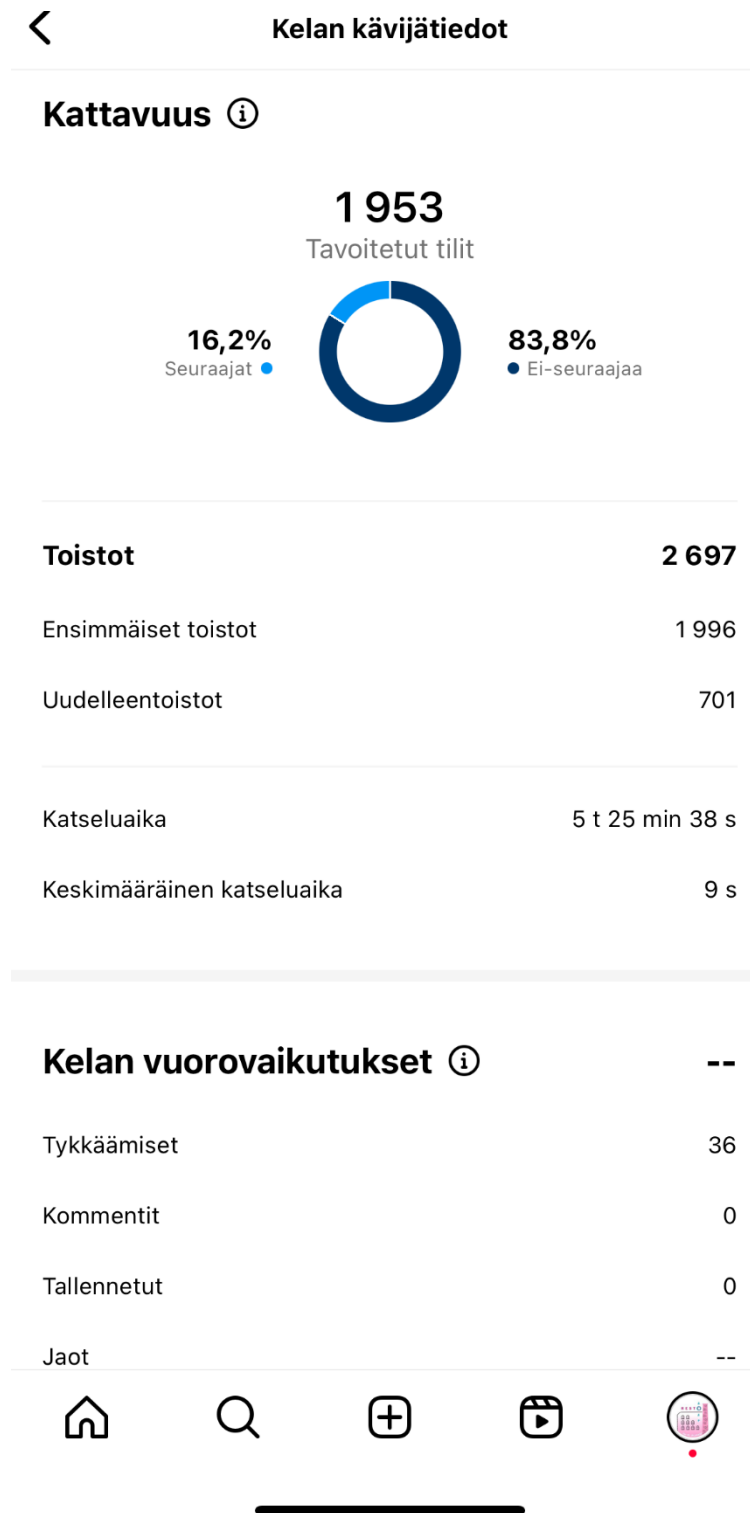 Kelan kävijätiedot
Kattavuus
1 953
Tavoitetut tilit
16,2%
Seuraajat
83,8%
Ei-seuraajaa
Toistot 2 697
Ensimmäiset toistot 1 996
Uudelleentoistot 701
Katseluaika 5 t 25 min 38 s
Keskimääräinen katseluaika 9 s
Kelan vuorovaikutukset --
Tykkäämiset 36
Kommentit 0
Tallennetut 0
Jaot --